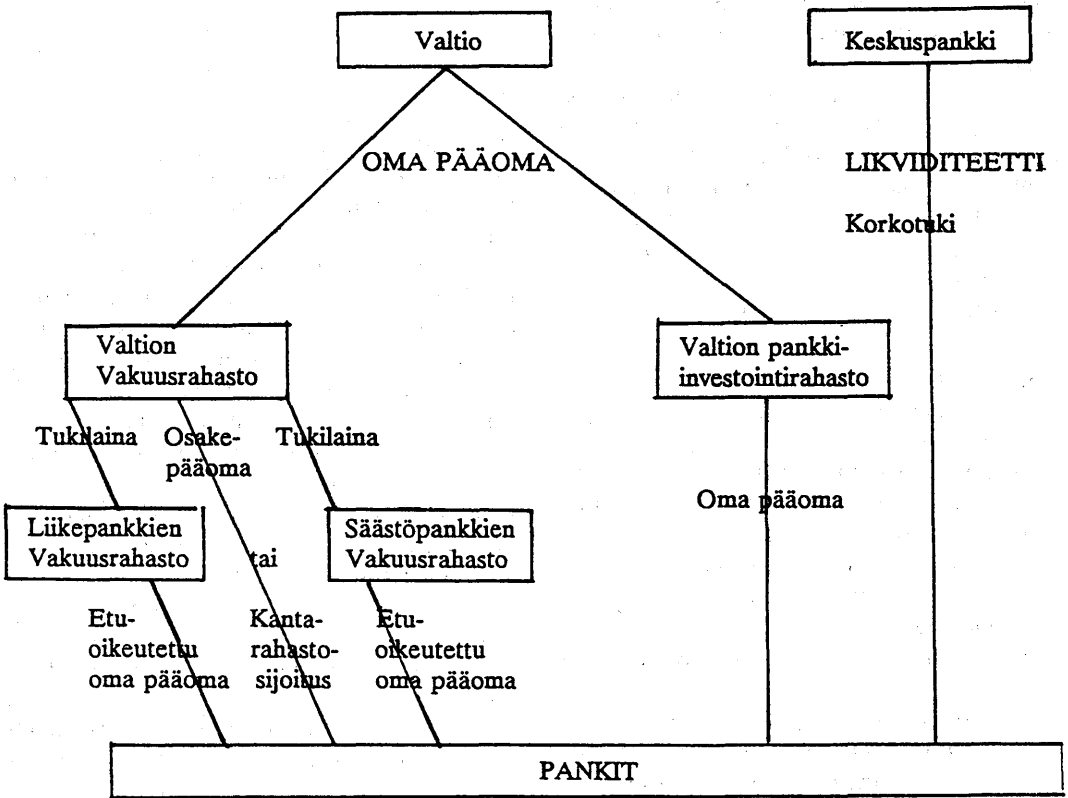 Valtio
Keskuspankki
OMA PÄÄOMA
LIKVIDITEETTI
Korkotuki
Valtion
Vakuusrahasto
Valtion pankki-
investointirahasto
Tukilaina
Osake-
pääoma
Tukilaina
Oma pääoma
Liikepankkien
Vakuusrahasto
tai
Säästöpankkien
Vakuusrahasto
Etu-
oikeutettu
oma pääoma
Kanta-
rahasto-
sijoitus
Etu-
oikeutettu
oma pääoma
PANKIT